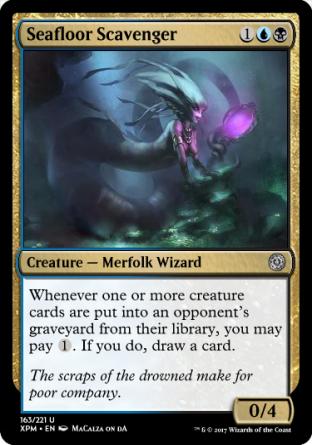 Seafloor Scavenger 1
Creature — Merfolk Wizard
Whenever one or more creature
cards are put into an opponent's
graveyard from their library, you may
pay 1. If you do, draw a card.
The scraps of the drowned make for
poor company.
0/4
163/221 U
XPM • EN MaCalza on dA
™ & © 2017 Wizards of the Coast